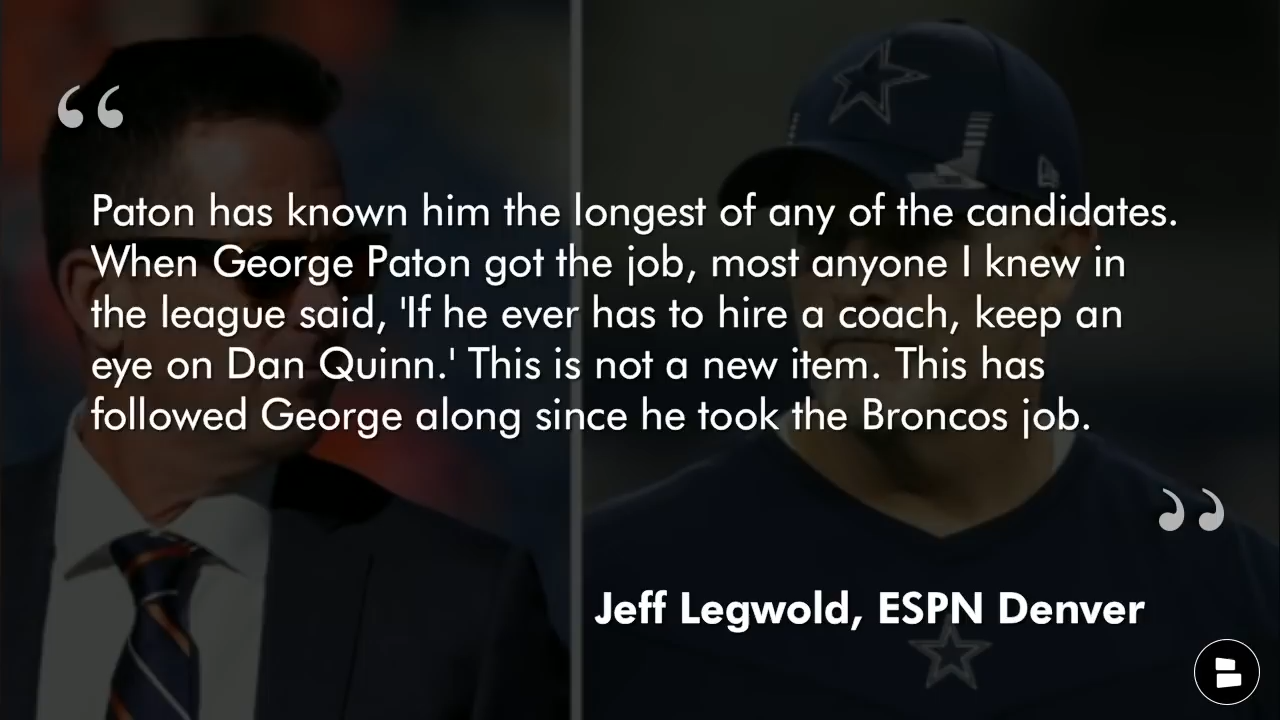 “
Paton has known him the longest of any of the candidates.
When George Paton got the job, most anyone I knew in
the league said, 'If he ever has to hire a coach, keep an
eye on Dan Quinn.' This is not a new item. This has
followed George along since he took the Broncos job.
”
Jeff Legwold, ESPN Denver